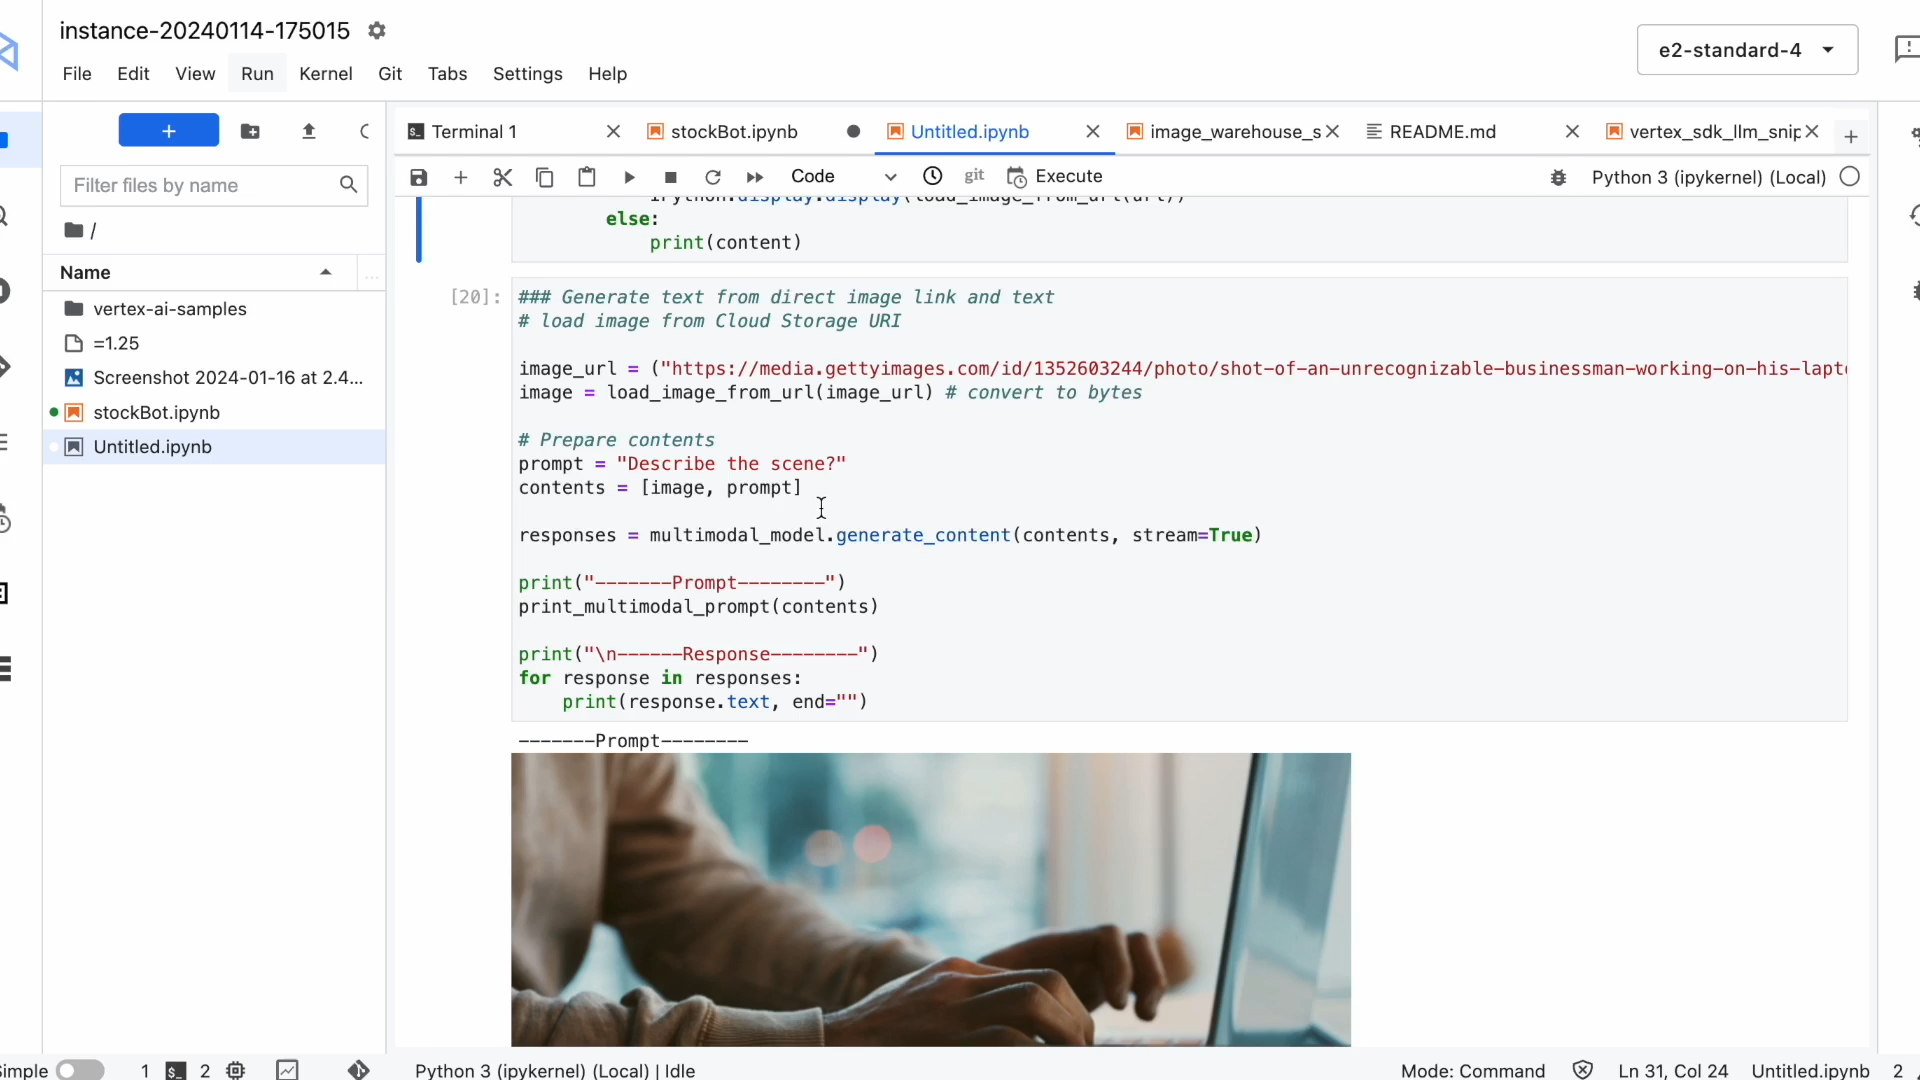 instance-20240114-175015
e2-standard-4
File Edit View Run Kernel Git Tabs Settings Help
+
Terminal 1
stockBot.ipynb
Untitled.ipynb
image_warehouse_s
README.md
vertex_sdk_llm_snip
Filter files by name
/
Name
vertex-ai-samples
=1.25
Screenshot 2024-01-16 at 2.4...
stockBot.ipynb
Untitled.ipynb
Code
git
Execute
Python 3 (ipykernel) (Local)
else:
print(content)
[20]:
### Generate text from direct image link and text
# load image from Cloud Storage URI
image_url = ("https://media.gettyimages.com/id/1352603244/photo/shot-of-an-unrecognizable-businessman-working-on-his-lapt
image = load_image_from_url(image_url) # convert to bytes
# Prepare contents
prompt = "Describe the scene?"
contents = [image, prompt]
responses = multimodal_model.generate_content(contents, stream=True)
print("-------Prompt--------")
print_multimodal_prompt(contents)
print("\n------Response--------")
for response in responses:
print(response.text, end="")
-------Prompt--------
1 2 Python 3 (ipykernel) (Local) | Idle Mode: Command Ln 31, Col 24 Untitled.ipynb 2